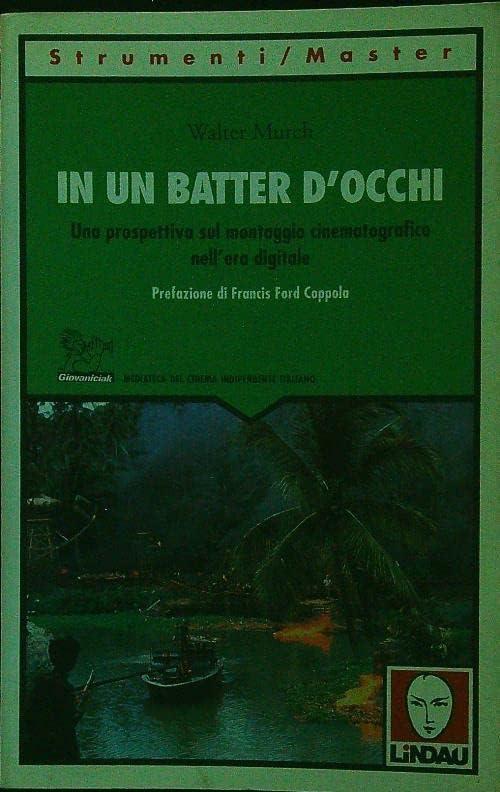 Strumenti/Master
Walter Murch
IN UN BATTER D'OCCHI
Una prospettiva sul montaggio cinematografico
nell'era digitale
Prefazione di Francis Ford Coppola
Giovaniciak MEDIATECA DEL CINEMA INDIPENDENTE ITALIANO
LiNDAU